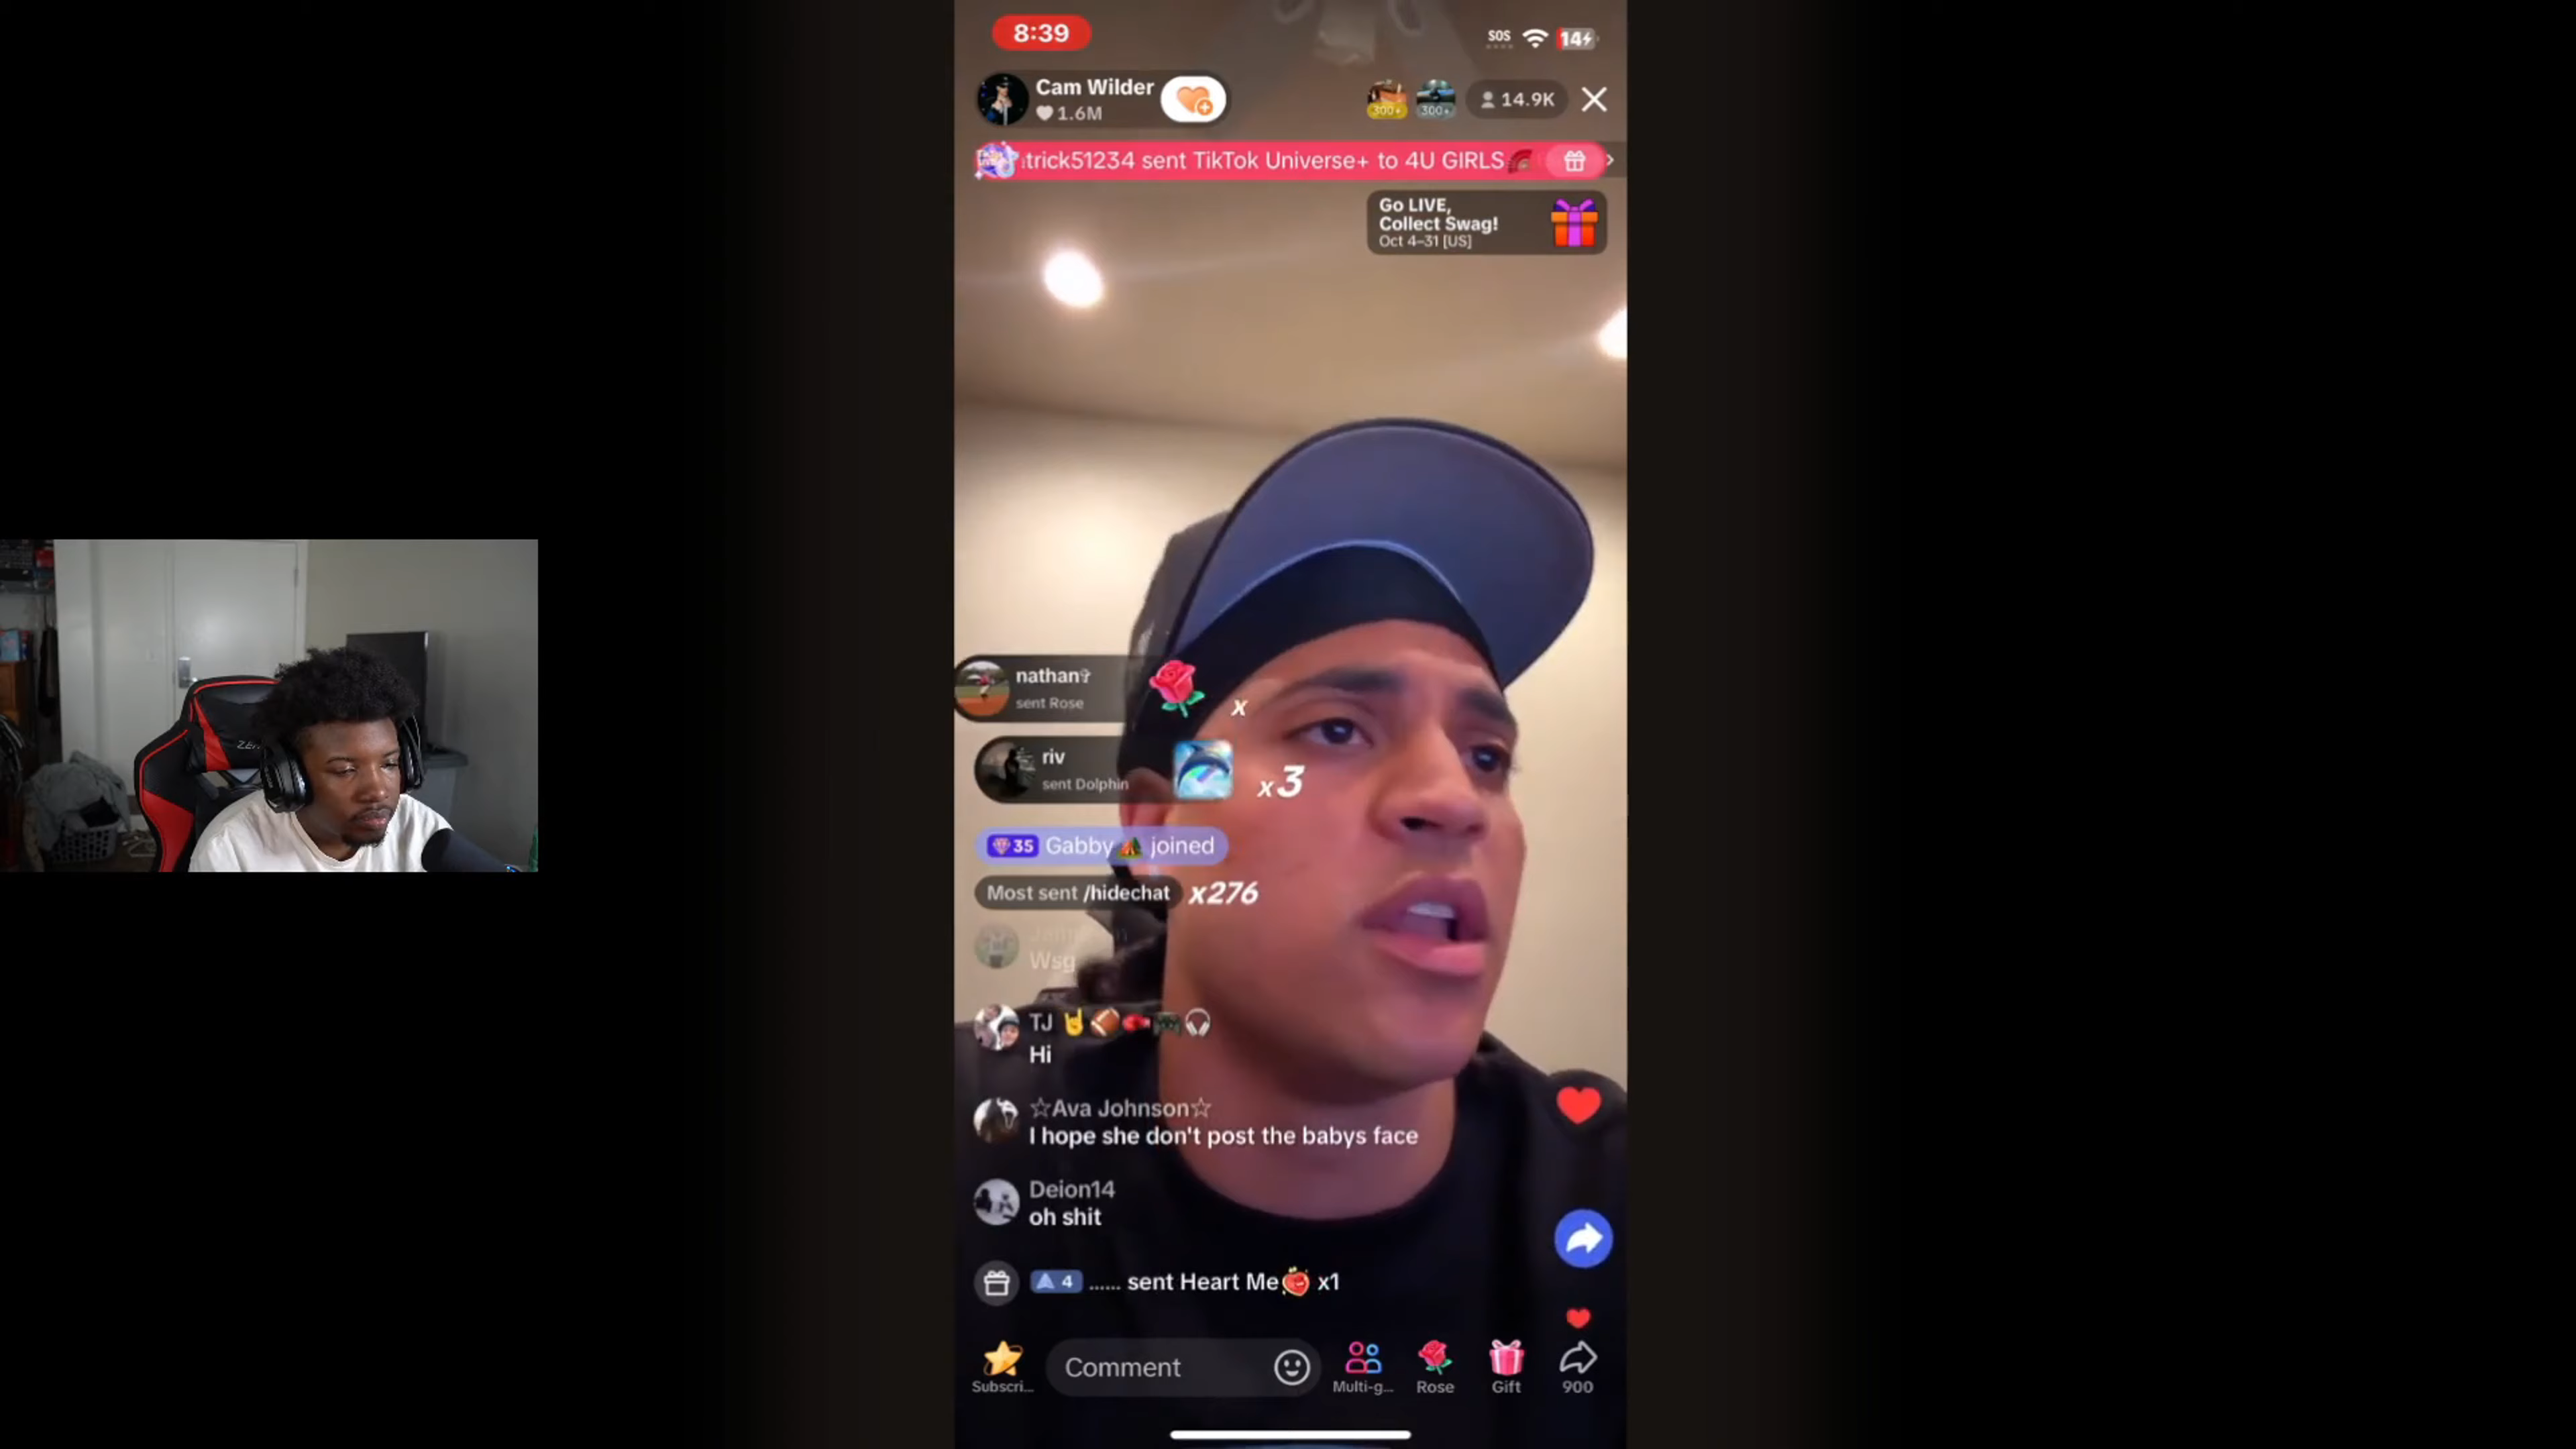 8:39
SOS
14
Cam Wilder
1.6M
300+
300+
14.9K
trick51234 sent TikTok Universe+ to 4U GIRLS
Go LIVE,
Collect Swag!
Oct 4–31 [US]
nathan
sent Rose
x
riv
sent Dolphin
x3
35 Gabby🏕️ joined
Most sent /hidechat x276
Wsg
TJ 🤘🏈🥊🎮🎧
Hi
☆Ava Johnson☆
I hope she don't post the babys face
Deion14
oh shit
4 ...... sent Heart Me x1
Subscri...
Comment
Multi-g...
Rose
Gift
900